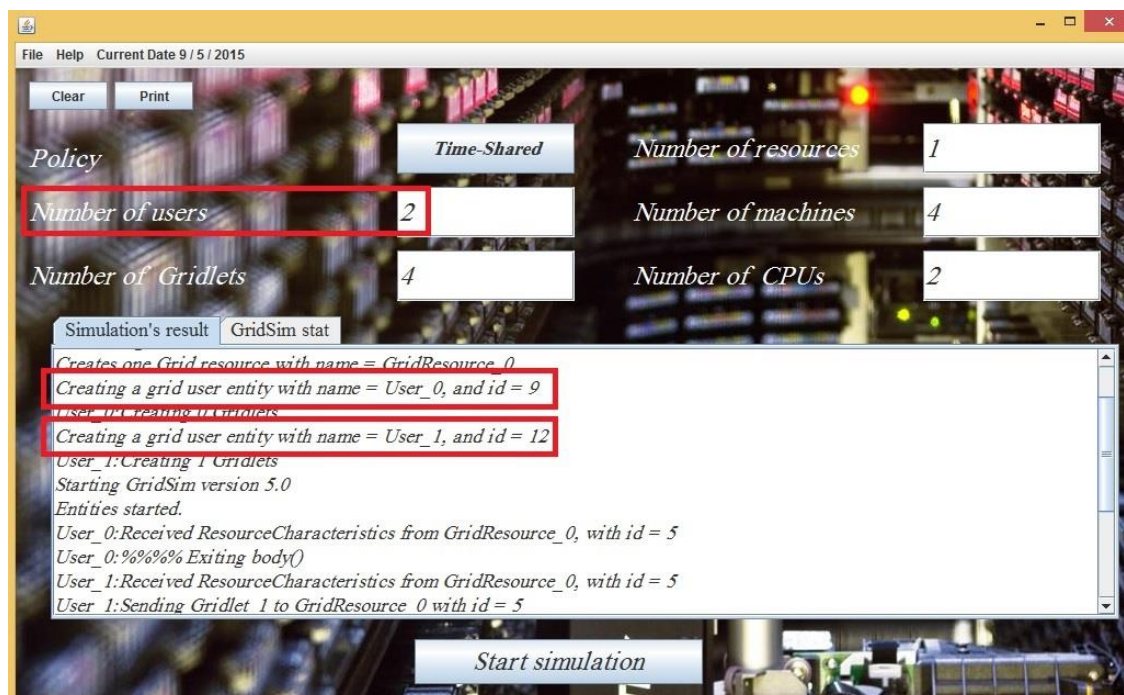 File Help Current Date 9 / 5 / 2015
Clear Print
Policy Time-Shared Number of resources 1
Number of users 2 Number of machines 4
Number of Gridlets 4 Number of CPUs 2
Simulation's result GridSim stat
Creates one Grid resource with name = GridResource_0
Creating a grid user entity with name = User_0, and id = 9
User_0:Creating 0 Gridlets
Creating a grid user entity with name = User_1, and id = 12
User_1:Creating 1 Gridlets
Starting GridSim version 5.0
Entities started.
User_0:Received ResourceCharacteristics from GridResource_0, with id = 5
User_0:%%%% Exiting body()
User_1:Received ResourceCharacteristics from GridResource_0, with id = 5
User_1:Sending Gridlet_1 to GridResource_0 with id = 5
Start simulation